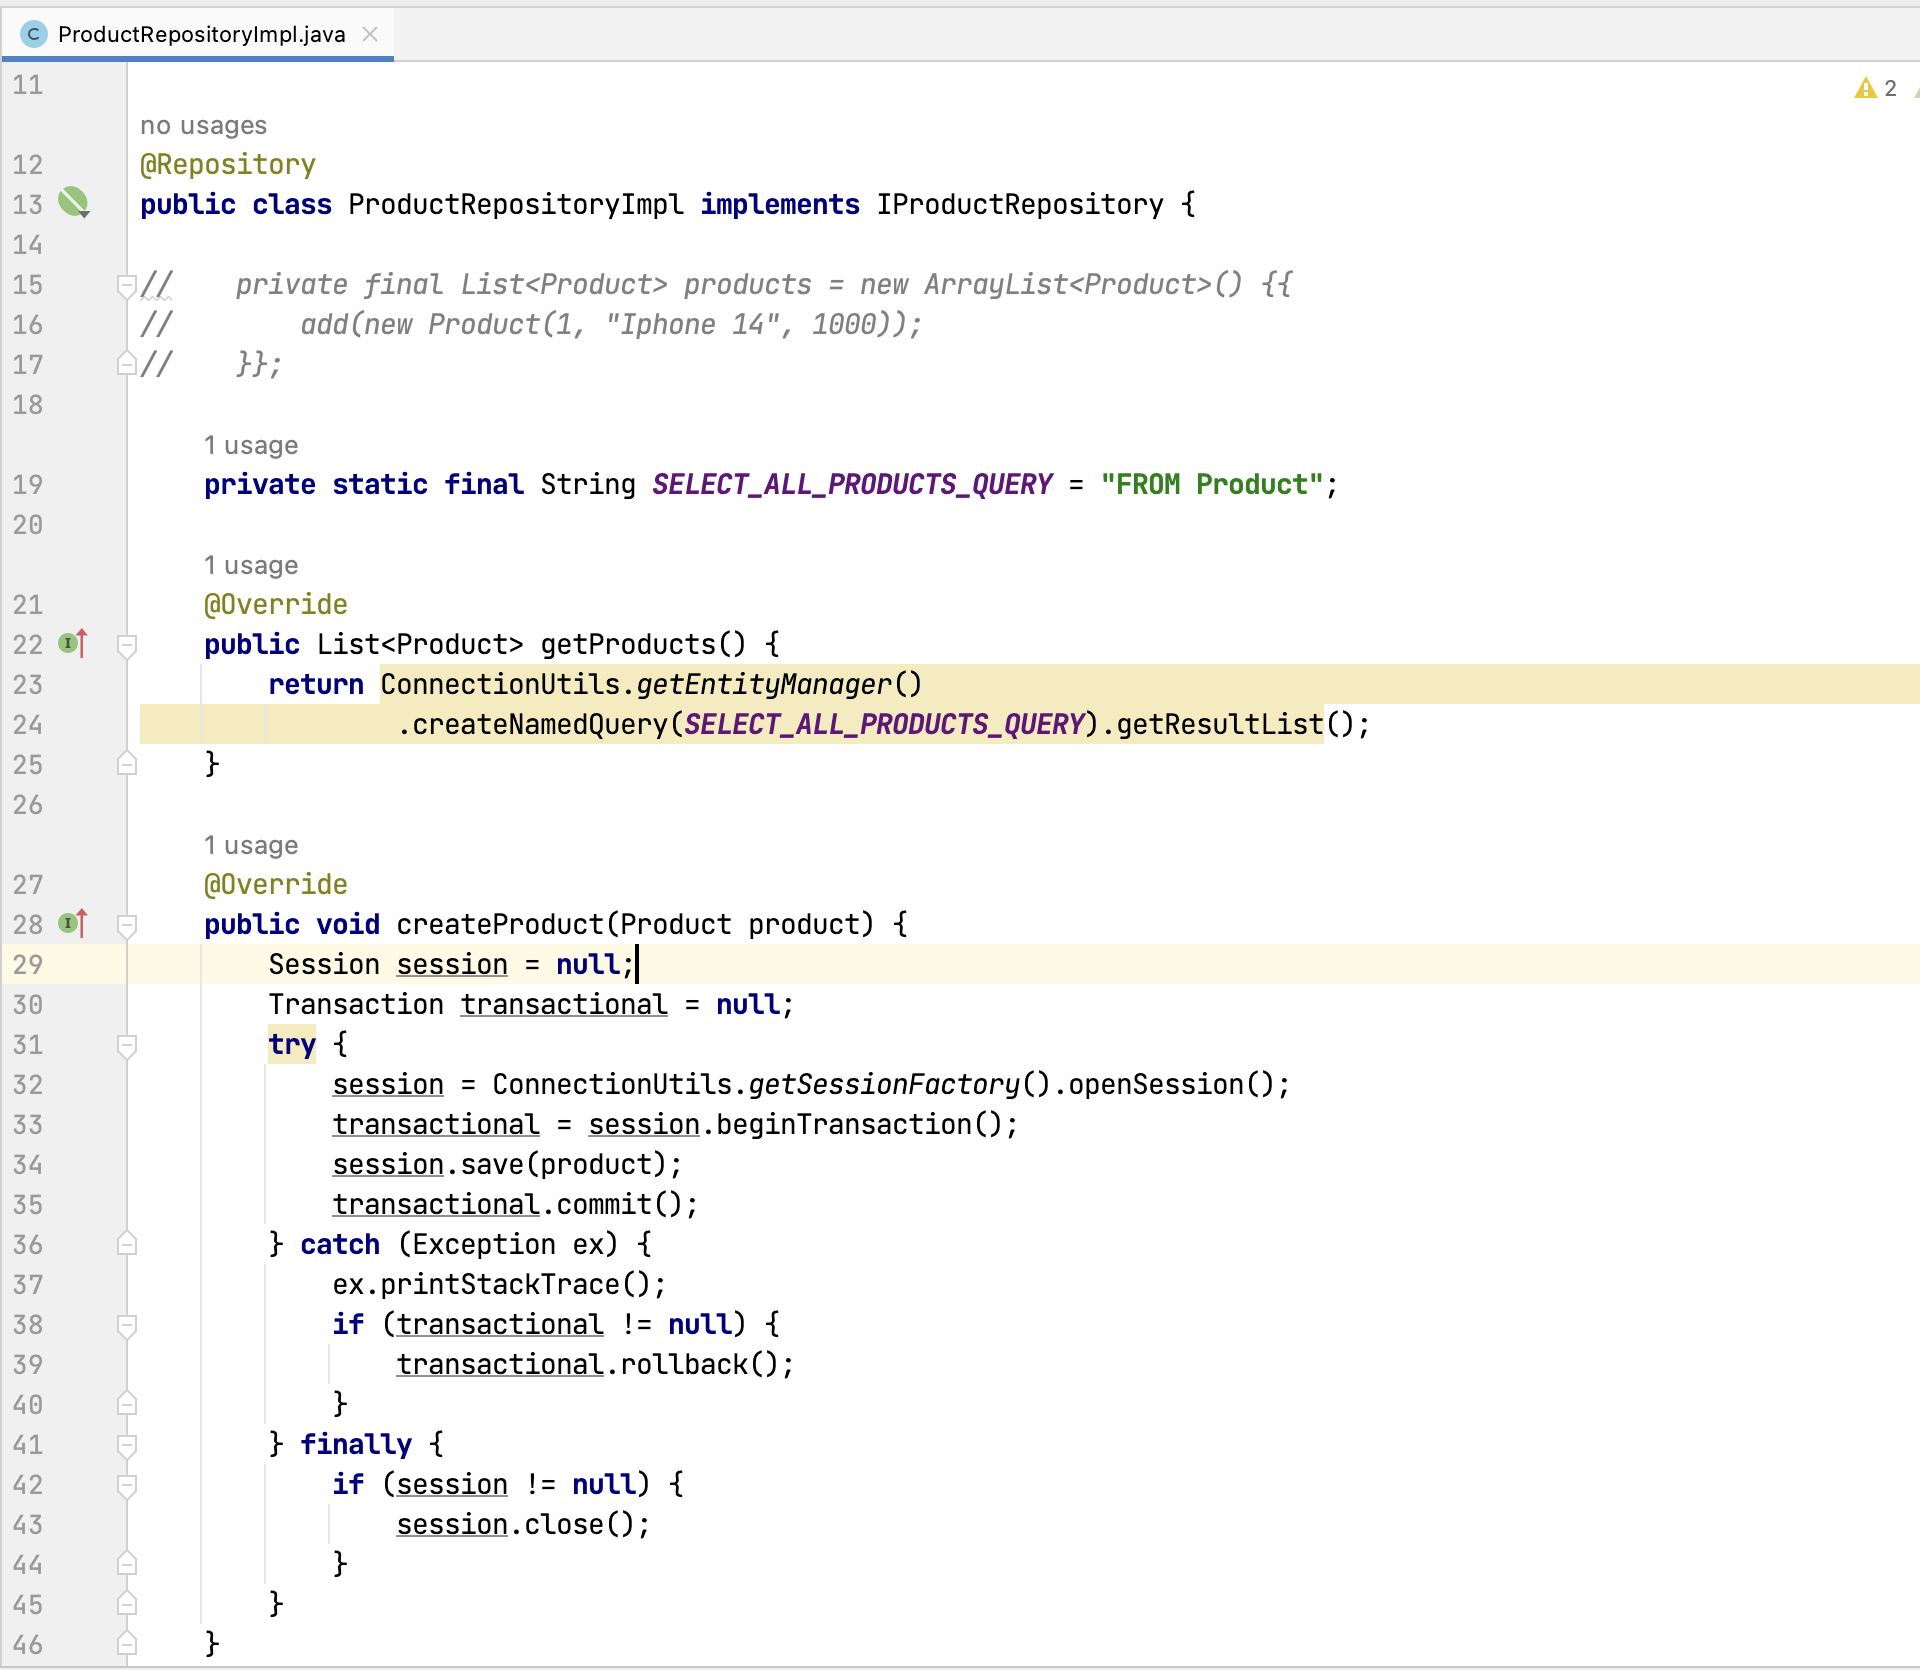 C ProductRepositoryImpl.java
11
2
no usages
12 @Repository
13 public class ProductRepositoryImpl implements IProductRepository {
14
15 //    private final List<Product> products = new ArrayList<Product>() {{
16 //        add(new Product(1, "Iphone 14", 1000));
17 //    }};
18
1 usage
19     private static final String SELECT_ALL_PRODUCTS_QUERY = "FROM Product";
20
1 usage
21     @Override
22     public List<Product> getProducts() {
23         return ConnectionUtils.getEntityManager()
24                 .createNamedQuery(SELECT_ALL_PRODUCTS_QUERY).getResultList();
25     }
26
1 usage
27     @Override
28     public void createProduct(Product product) {
29         Session session = null;
30         Transaction transactional = null;
31         try {
32             session = ConnectionUtils.getSessionFactory().openSession();
33             transactional = session.beginTransaction();
34             session.save(product);
35             transactional.commit();
36         } catch (Exception ex) {
37             ex.printStackTrace();
38             if (transactional != null) {
39                 transactional.rollback();
40             }
41         } finally {
42             if (session != null) {
43                 session.close();
44             }
45         }
46     }